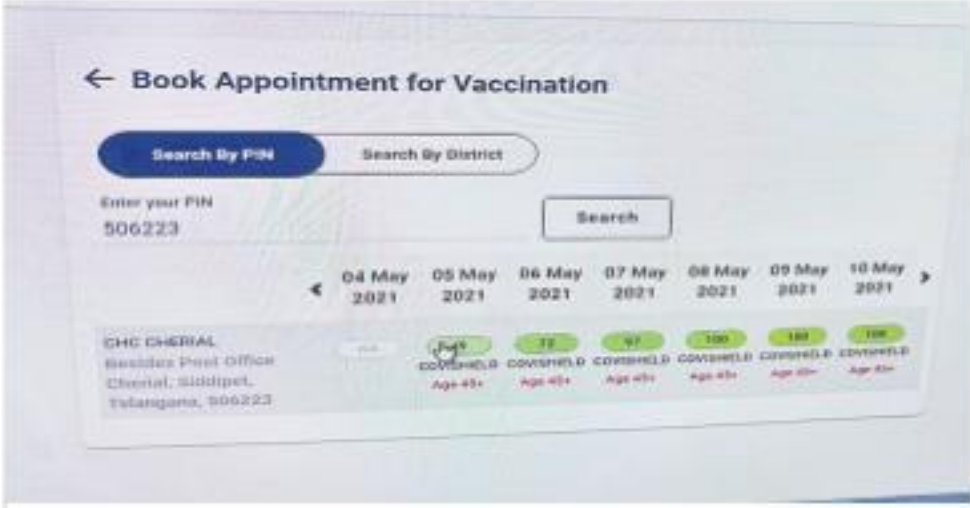 ← Book Appointment for Vaccination
Search By PIN Search By District
Enter your PIN
506223
Search
04 May 05 May 06 May 07 May 08 May 09 May 10 May
2021 2021 2021 2021 2021 2021 2021
CHC CHERIAL
Besides Post Office
Cherial, Siddipet,
Telangana, 506223
72 97 100 100 100
COVISHIELD COVISHIELD COVISHIELD COVISHIELD COVISHIELD COVISHIELD
Age 45+ Age 45+ Age 45+ Age 45+ Age 45+ Age 45+